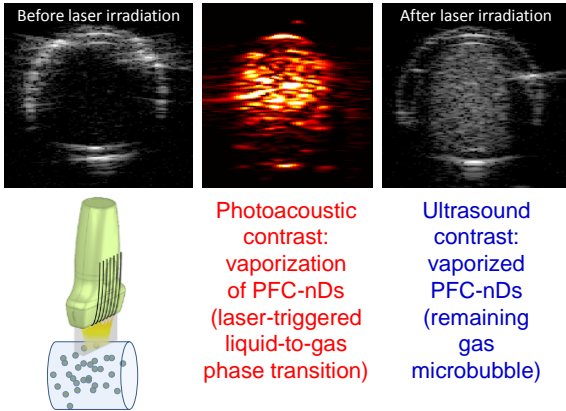 Before laser irradiation
After laser irradiation
Photoacoustic
contrast:
vaporization
of PFC-nDs
(laser-triggered
liquid-to-gas
phase transition)
Ultrasound
contrast:
vaporized
PFC-nDs
(remaining
gas
microbubble)